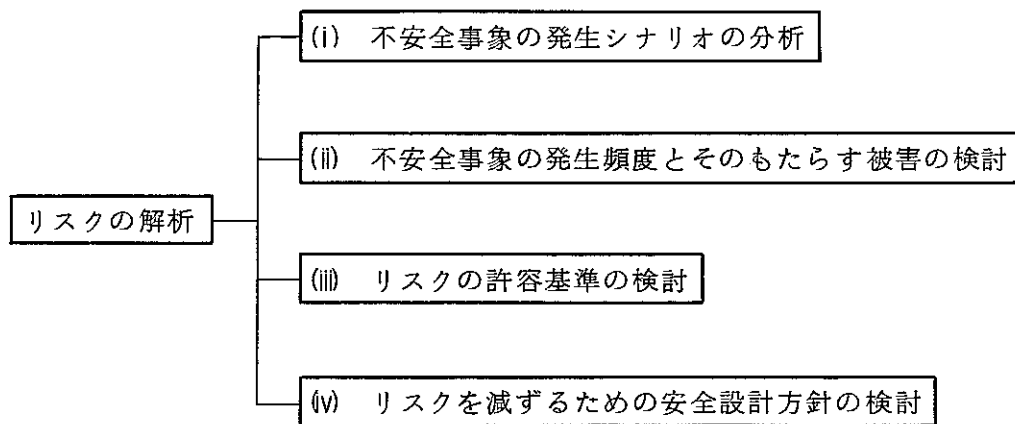 (i) 不安全事象の発生シナリオの分析
(ii) 不安全事象の発生頻度とそのもたらす被害の検討
リスクの解析
(iii) リスクの許容基準の検討
(iv) リスクを減ずるための安全設計方針の検討